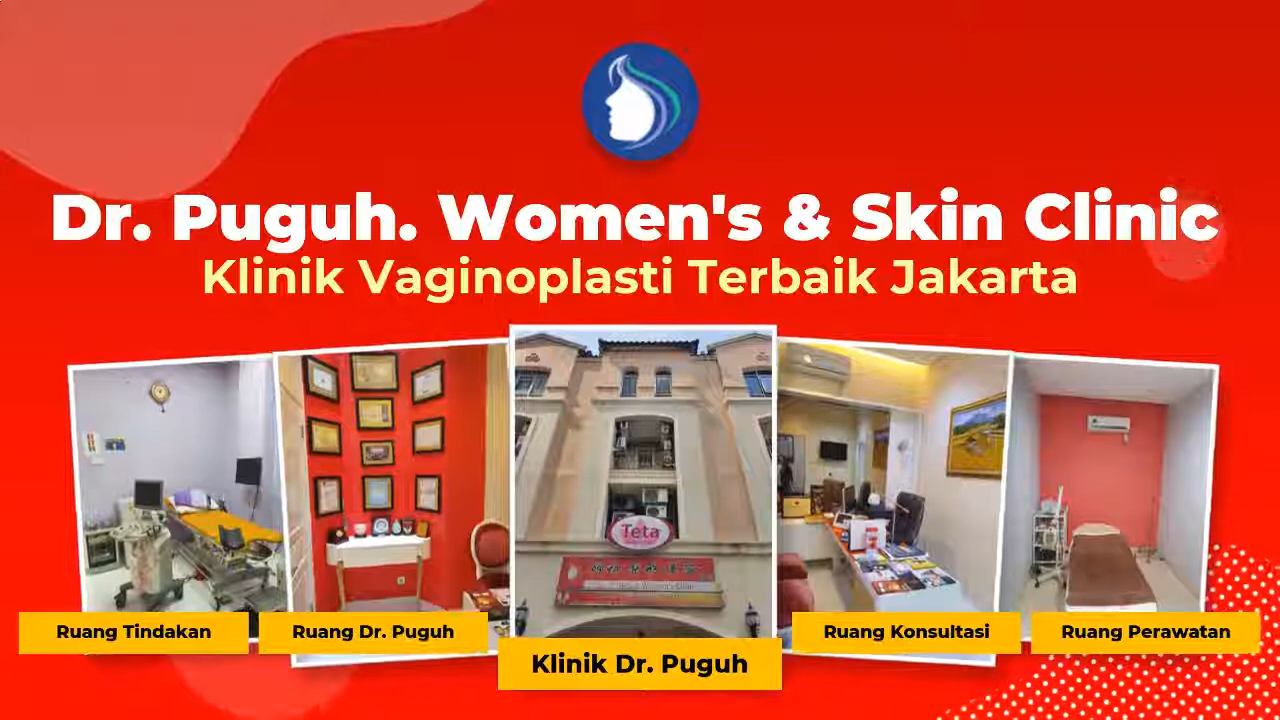 Dr. Puguh. Women's & Skin Clinic
Klinik Vaginoplasti Terbaik Jakarta
Teta
Ruang Tindakan
Ruang Dr. Puguh
Klinik Dr. Puguh
Ruang Konsultasi
Ruang Perawatan